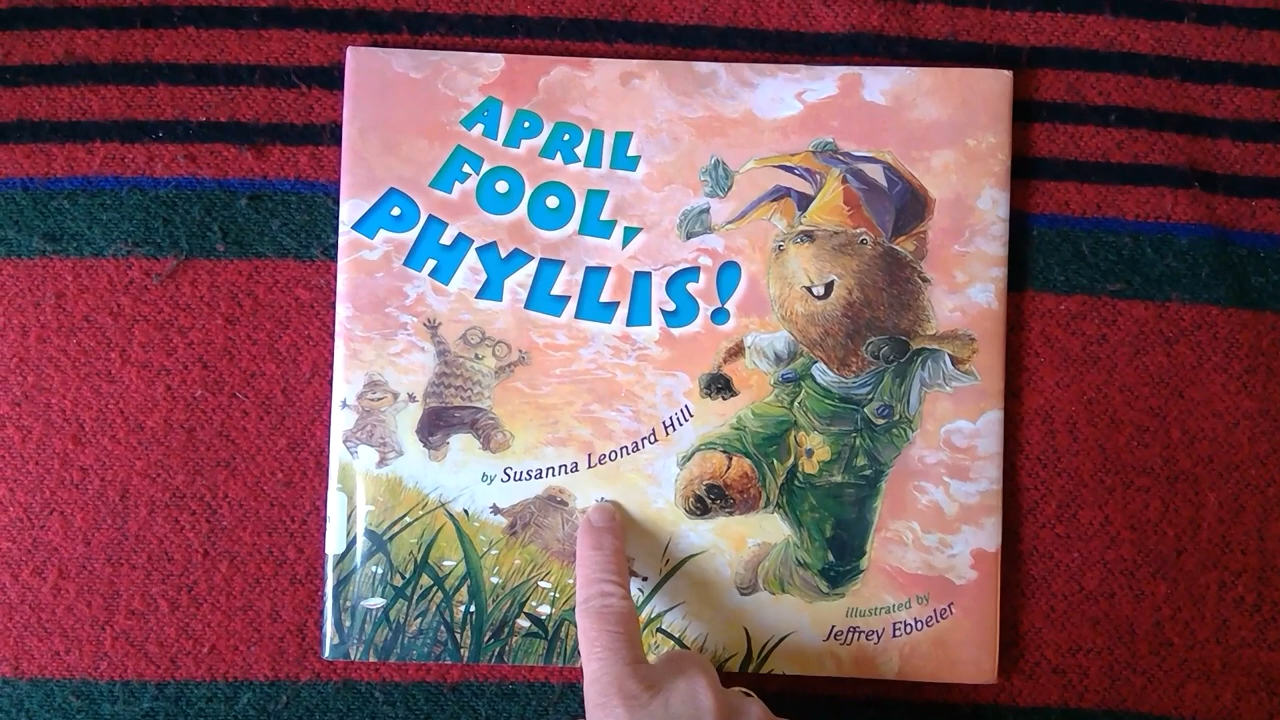 APRIL
FOOL,
PHYLLIS!
by Susanna Leonard Hill
illustrated by
Jeffrey Ebbeler